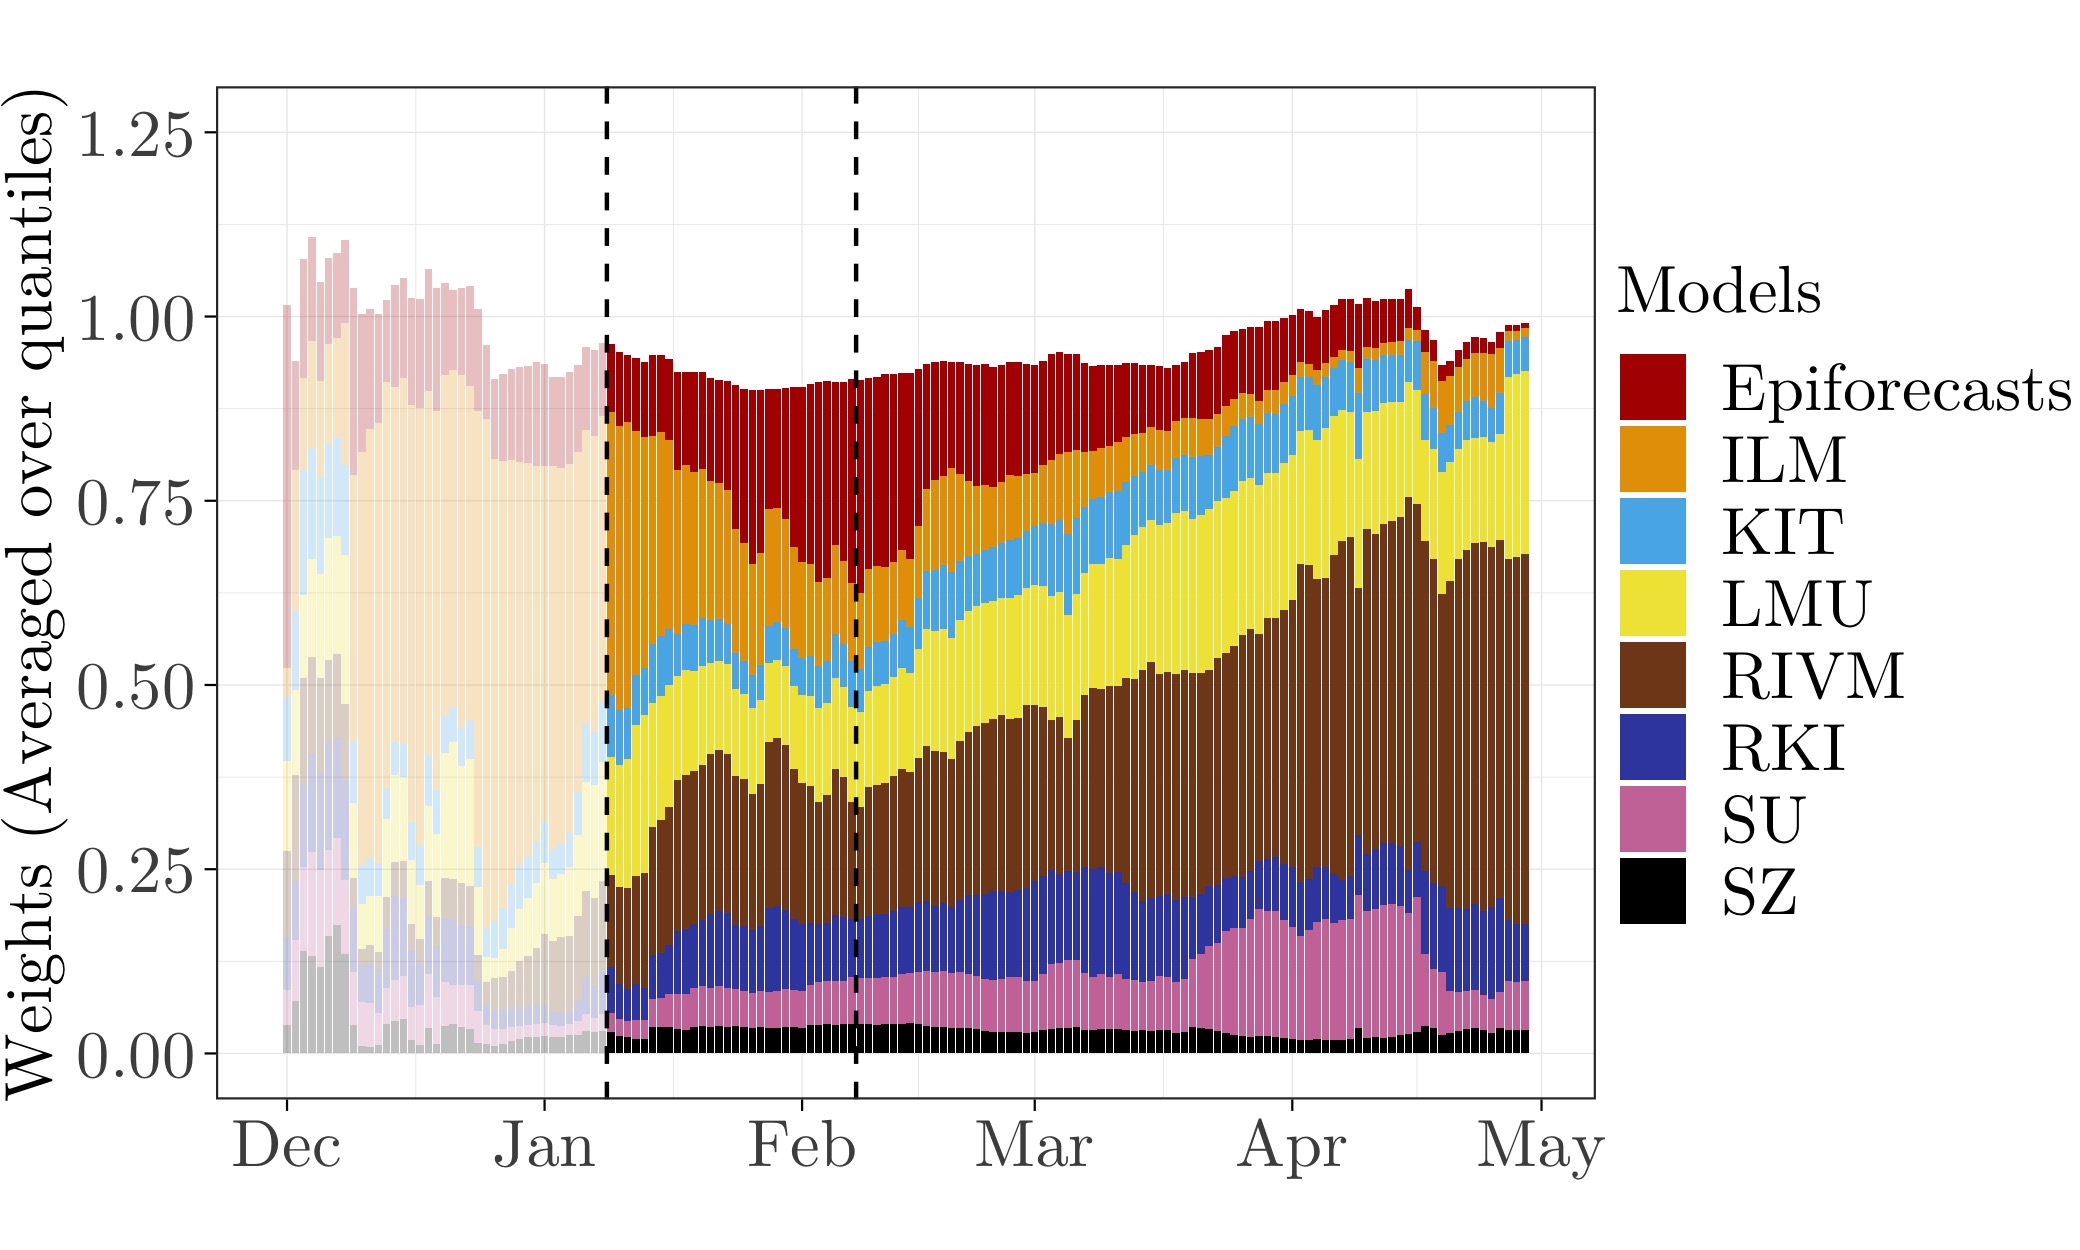 Weights (Averaged over quantiles)
1.25
1.00
0.75
0.50
0.25
0.00
Dec
Jan
Feb
Mar
Apr
May
Models
Epiforecasts
ILM
KIT
LMU
RIVM
RKI
SU
SZ